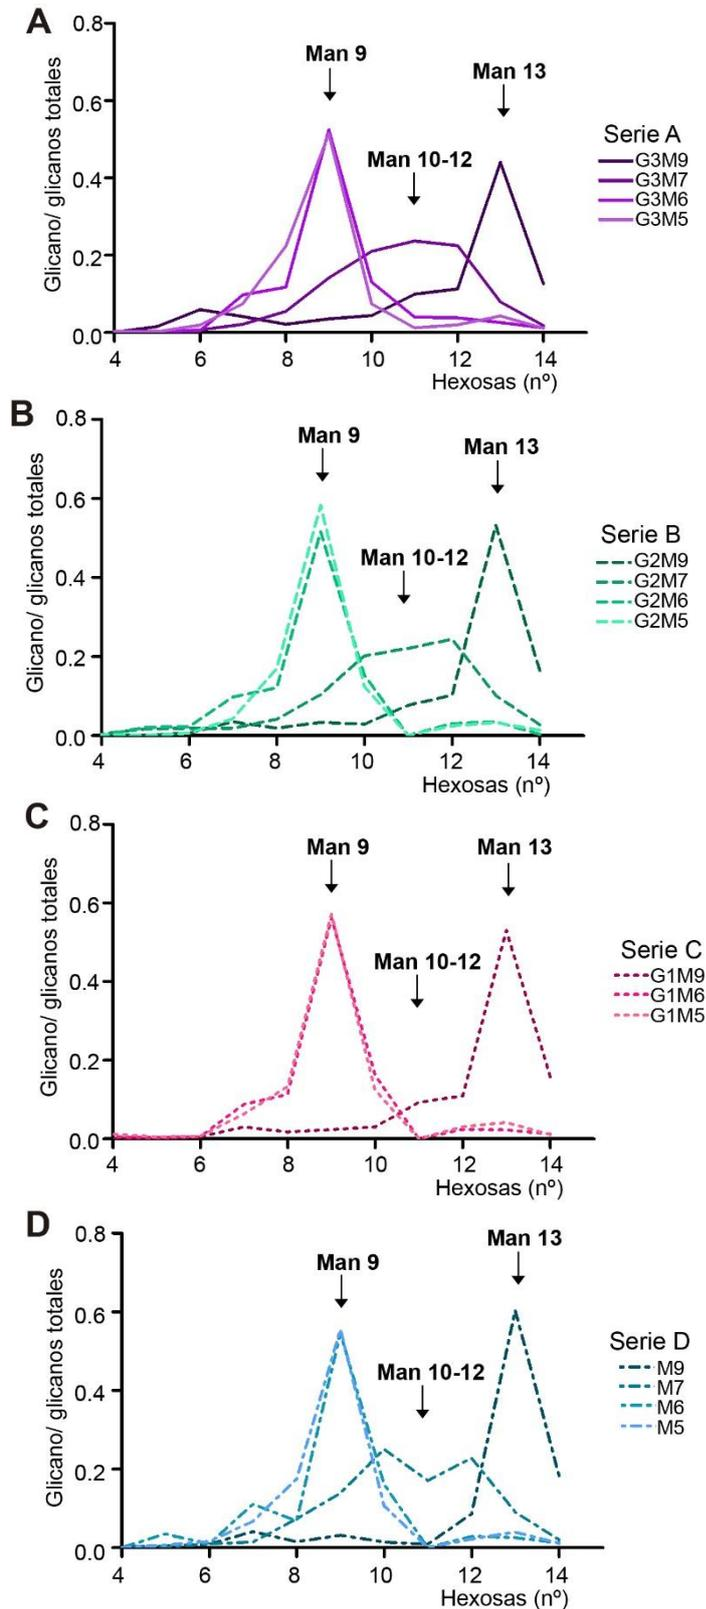 A
Glicano/ glicanos totales
0.8
0.6
0.4
0.2
0.0
Man 9
Man 10-12
Man 13
4 6 8 10 12 14
Hexosas (nº)
Serie A
G3M9
G3M7
G3M6
G3M5
B
Glicano/ glicanos totales
0.8
0.6
0.4
0.2
0.0
Man 9
Man 10-12
Man 13
4 6 8 10 12 14
Hexosas (nº)
Serie B
G2M9
G2M7
G2M6
G2M5
C
Glicano/ glicanos totales
0.8
0.6
0.4
0.2
0.0
Man 9
Man 10-12
Man 13
4 6 8 10 12 14
Hexosas (nº)
Serie C
G1M9
G1M6
G1M5
D
Glicano/ glicanos totales
0.8
0.6
0.4
0.2
0.0
Man 9
Man 10-12
Man 13
4 6 8 10 12 14
Hexosas (nº)
Serie D
M9
M7
M6
M5